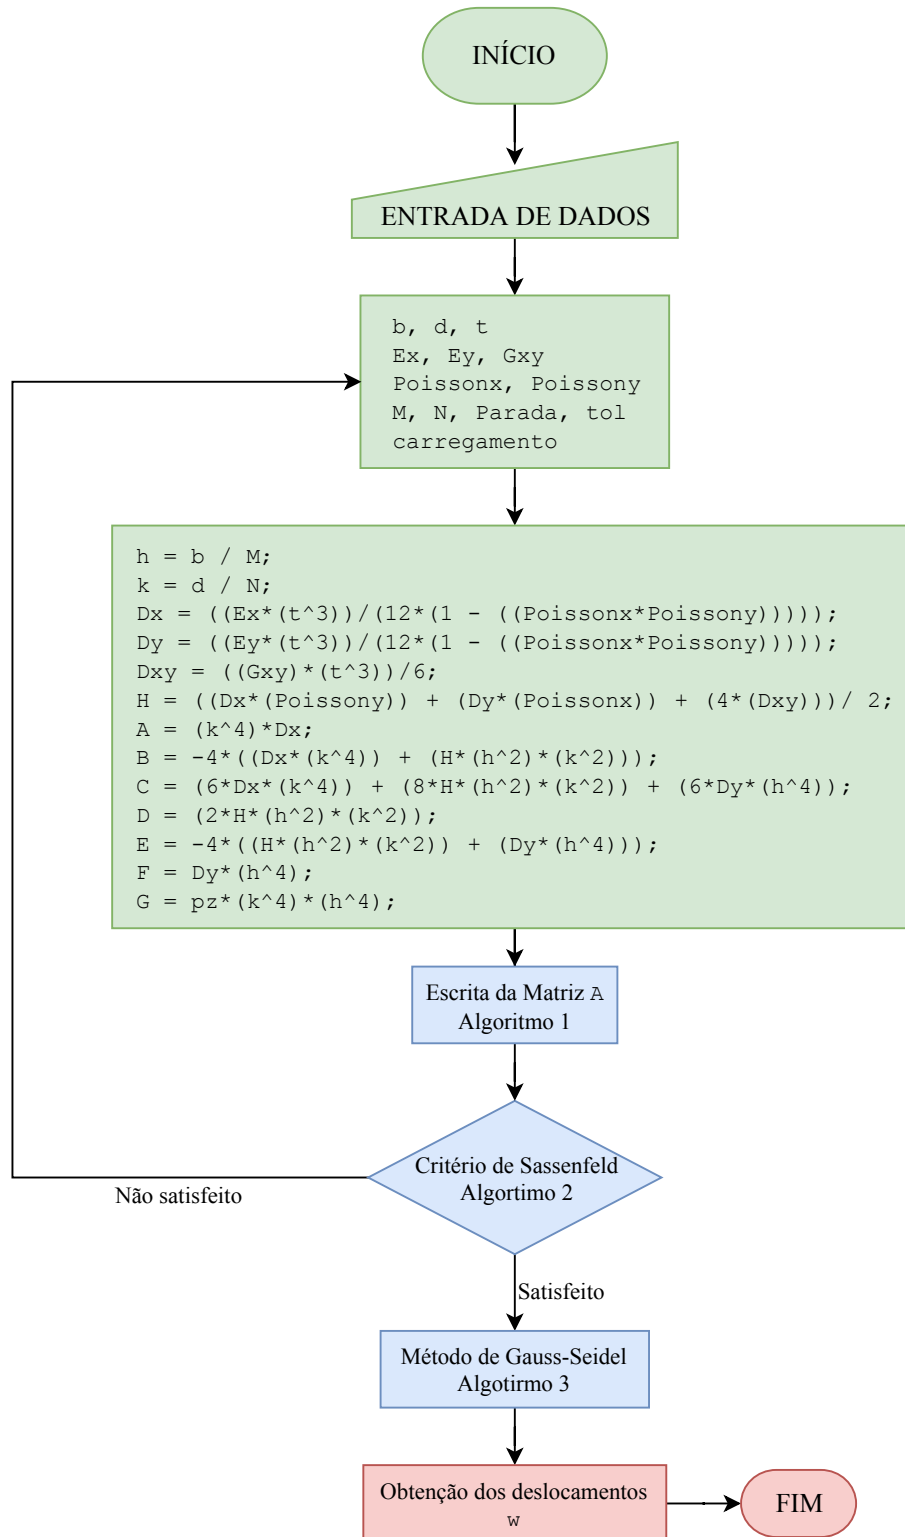 INÍCIO
ENTRADA DE DADOS
b, d, t
Ex, Ey, Gxy
Poissonx, Poissony
M, N, Parada, tol
carregamento
h = b / M;
k = d / N;
Dx = ((Ex*(t^3))/(12*(1 - ((Poissonx*Poissony)))));
Dy = ((Ey*(t^3))/(12*(1 - ((Poissonx*Poissony)))));
Dxy = ((Gxy)*(t^3))/6;
H = ((Dx*(Poissony)) + (Dy*(Poissonx)) + (4*(Dxy)))/ 2;
A = (k^4)*Dx;
B = -4*((Dx*(k^4)) + (H*(h^2)*(k^2)));
C = (6*Dx*(k^4)) + (8*H*(h^2)*(k^2)) + (6*Dy*(h^4));
D = (2*H*(h^2)*(k^2));
E = -4*((H*(h^2)*(k^2)) + (Dy*(h^4)));
F = Dy*(h^4);
G = pz*(k^4)*(h^4);
Escrita da Matriz A
Algoritmo 1
Critério de Sassenfeld
Algortimo 2
Não satisfeito
Satisfeito
Método de Gauss-Seidel
Algotirmo 3
Obtenção dos deslocamentos
w
FIM